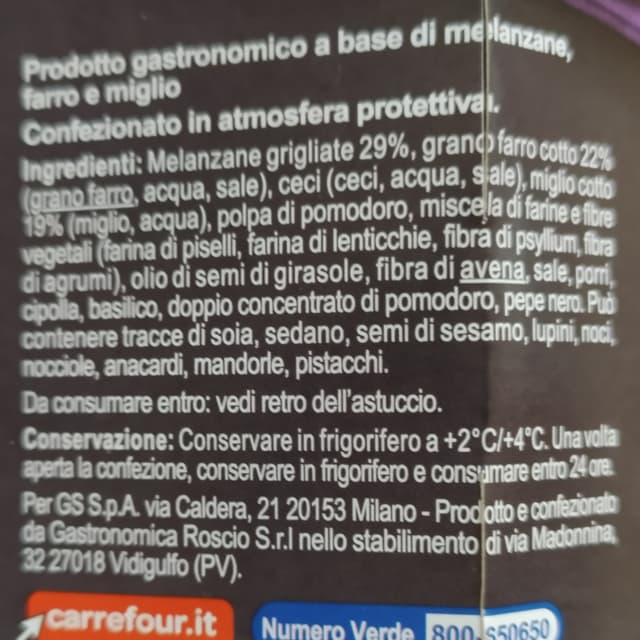 Prodotto gastronomico a base di melanzane,
farro e miglio
Confezionato in atmosfera protettiva.
Ingredienti: Melanzane grigliate 29%, grano farro cotto 22%
(grano farro, acqua, sale), ceci (ceci, acqua, sale), miglio cotto
19% (miglio, acqua), polpa di pomodoro, miscela di farine e fibre
vegetali (farina di piselli, farina di lenticchie, fibra di psyllium, fibra
di agrumi), olio di semi di girasole, fibra di avena, sale, porri,
cipolla, basilico, doppio concentrato di pomodoro, pepe nero. Può
contenere tracce di soia, sedano, semi di sesamo, lupini, noci,
nocciole, anacardi, mandorle, pistacchi.
Da consumare entro: vedi retro dell'astuccio.
Conservazione: Conservare in frigorifero a +2°C/+4°C. Una volta
aperta la confezione, conservare in frigorifero e consumare entro 24 ore.
Per GS S.p.A. via Caldera, 21 20153 Milano - Prodotto e confezionato
da Gastronomica Roscio S.r.l nello stabilimento di via Madonnina,
32 27018 Vidigulfo (PV).
carrefour.it
Numero Verde 800-650650